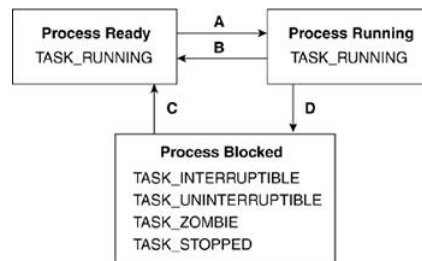 Process Ready
TASK_RUNNING
A
B
Process Running
TASK_RUNNING
C
D
Process Blocked
TASK_INTERRUPTIBLE
TASK_UNINTERRUPTIBLE
TASK_ZOMBIE
TASK_STOPPED